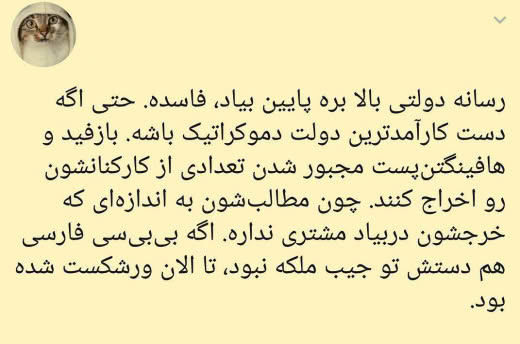 رسانه دولتی بالا بره پایین بیاد، فاسده. حتی اگه
دست کارآمدترین دولت دموکراتیک باشه. بازفید و
هافینگتن‌پست مجبور شدن تعدادی از کارکنانشون
رو اخراج کنند. چون مطالب‌شون به اندازه‌ای که
خرجشون دربیاد مشتری نداره. اگه بی‌بی‌سی فارسی
هم دستش تو جیب ملکه نبود، تا الان ورشکست شده
بود.